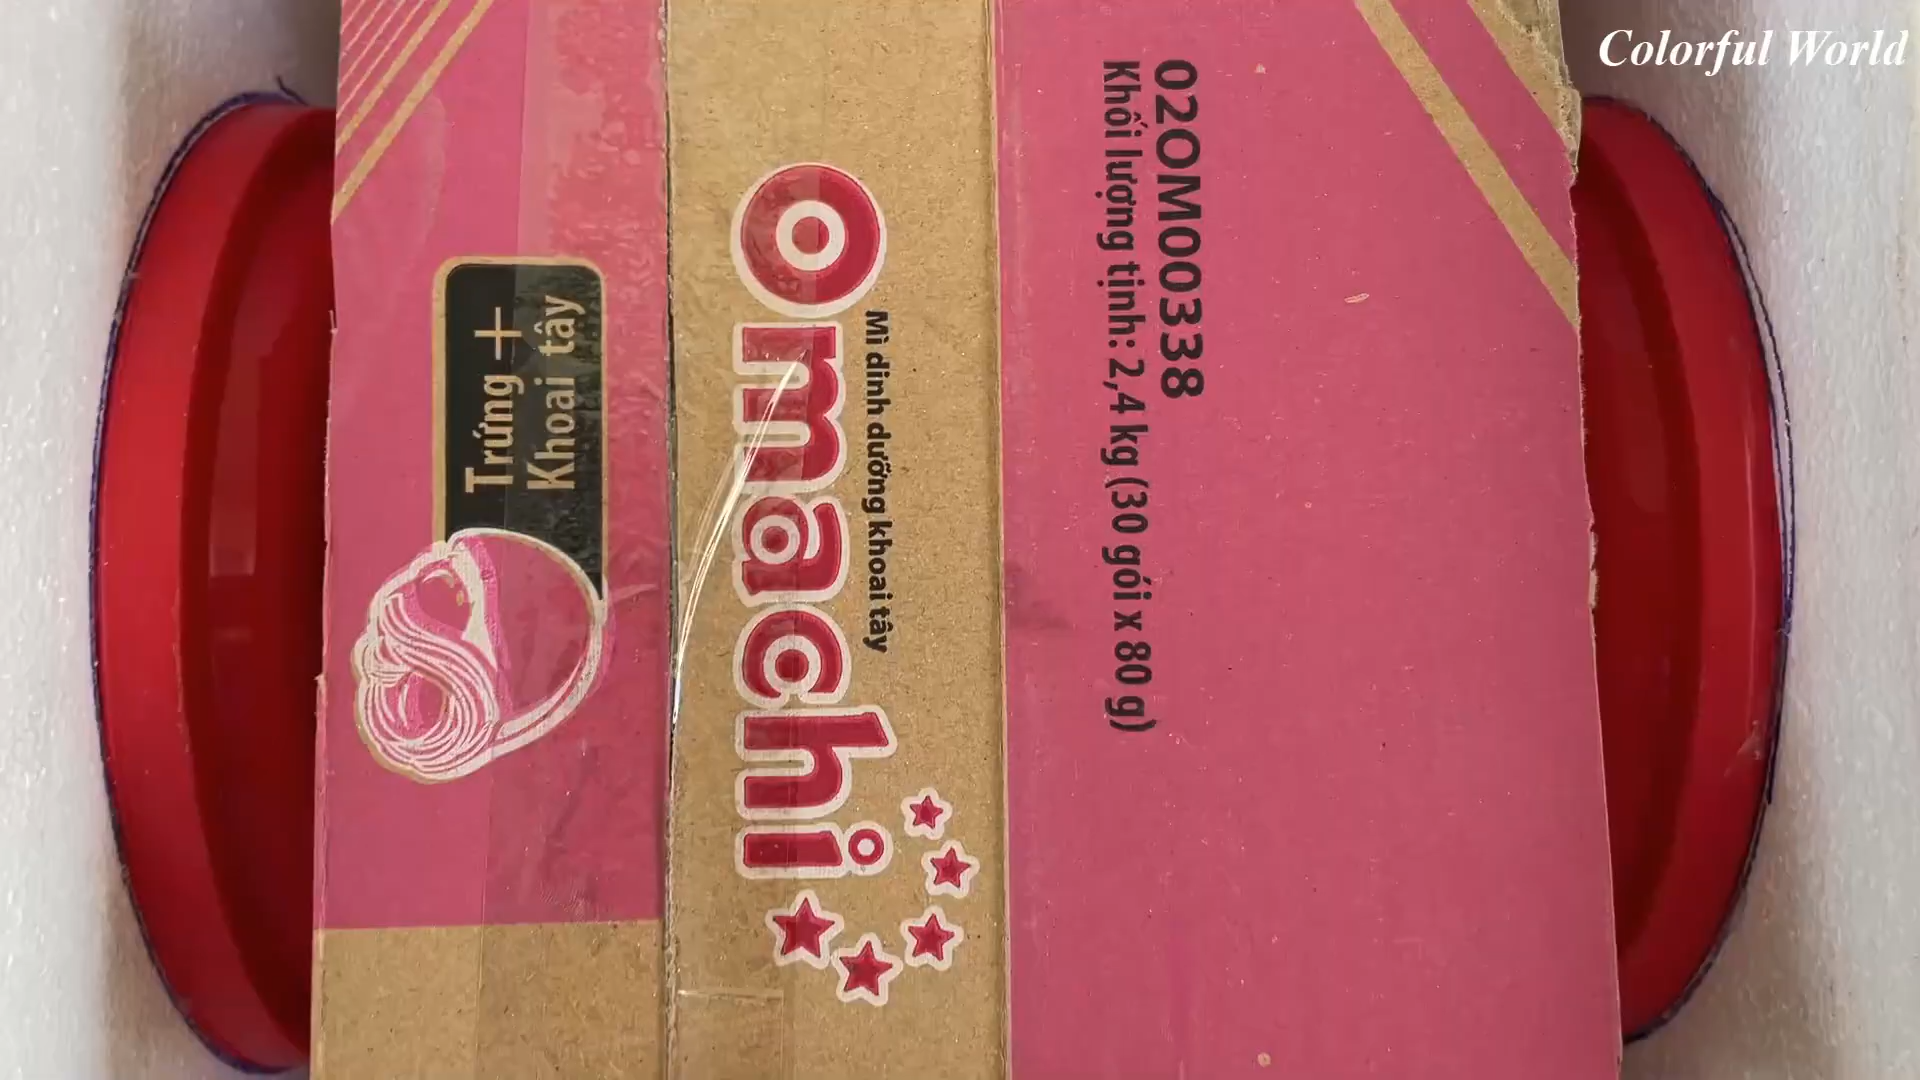 Colorful World
Trứng +
Khoai tây
Omachi
Mì dinh dưỡng khoai tây
02OM00338
Khối lượng tịnh: 2,4 kg (30 gói x 80 g)